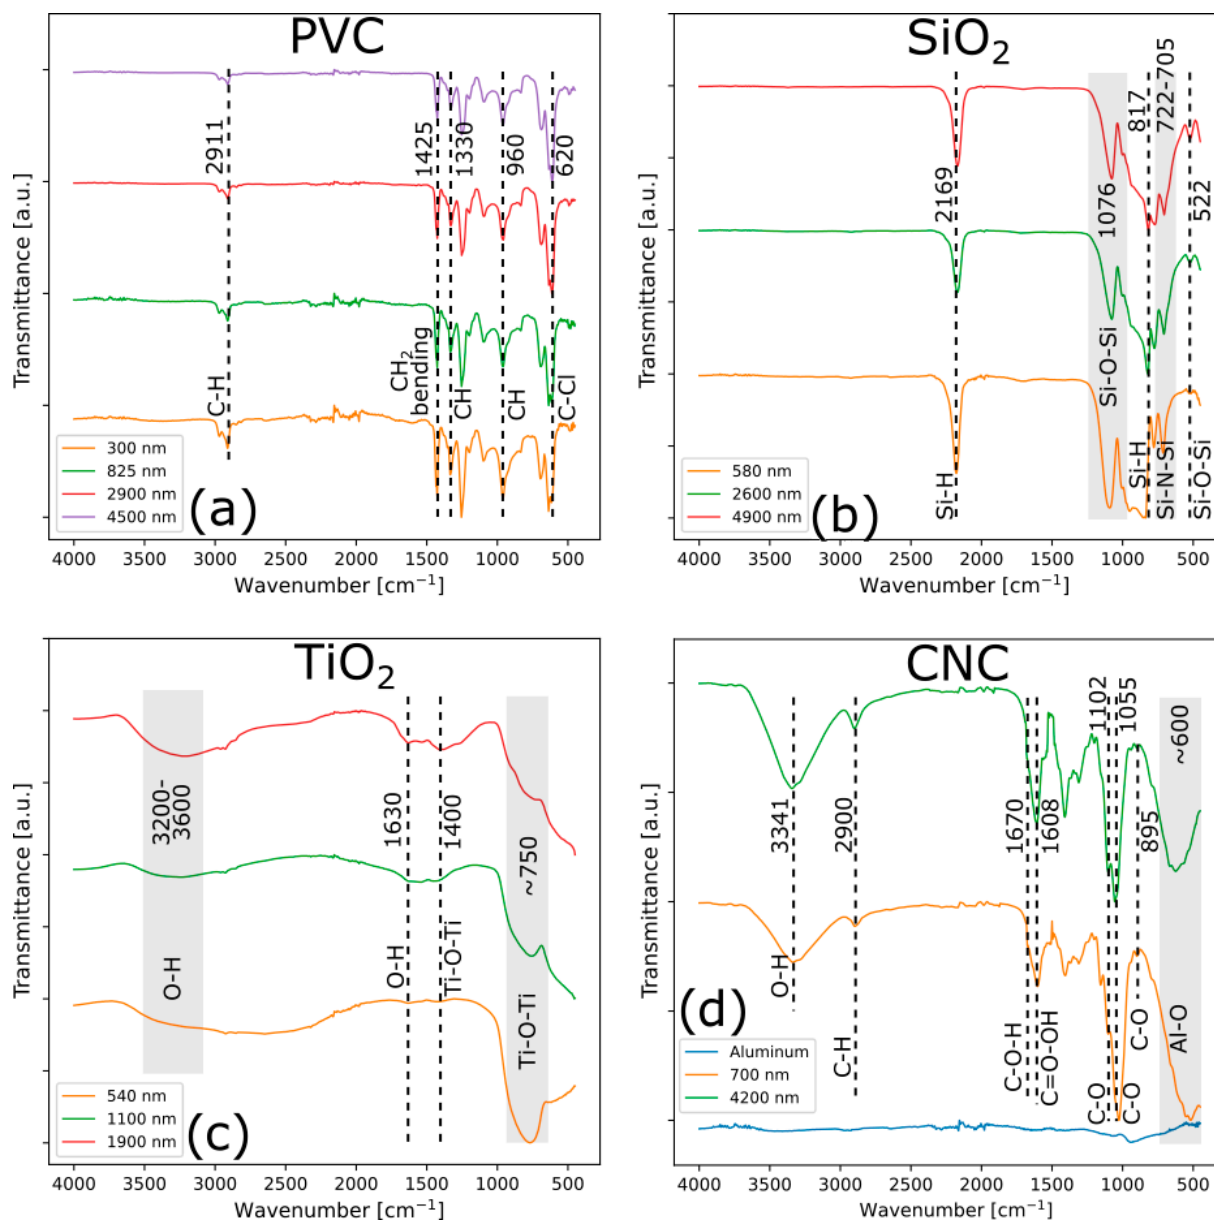 PVC
2911
1425
1330
960
620
C-H
CH₂
bending
CH
CH
C-Cl
300 nm
825 nm
2900 nm
4500 nm
(a)
Transmittance [a.u.]
4000 3500 3000 2500 2000 1500 1000 500
Wavenumber [cm⁻¹]
SiO₂
2169
1076
817
722-705
522
Si-H
Si-O-Si
Si-H
Si-N-Si
Si-O-Si
580 nm
2600 nm
4900 nm
(b)
Transmittance [a.u.]
4000 3500 3000 2500 2000 1500 1000 500
Wavenumber [cm⁻¹]
TiO₂
3200-
3600
1630
1400
~750
O-H
O-H
Ti-O-Ti
Ti-O-Ti
540 nm
1100 nm
1900 nm
(c)
Transmittance [a.u.]
4000 3500 3000 2500 2000 1500 1000 500
Wavenumber [cm⁻¹]
CNC
3341
2900
1670
1608
1102
1055
895
~600
O-H
C-H
C-O-H
C=O-OH
C-O
C-O
C-O
Al-O
Aluminum
700 nm
4200 nm
(d)
Transmittance [a.u.]
4000 3500 3000 2500 2000 1500 1000 500
Wavenumber [cm⁻¹]